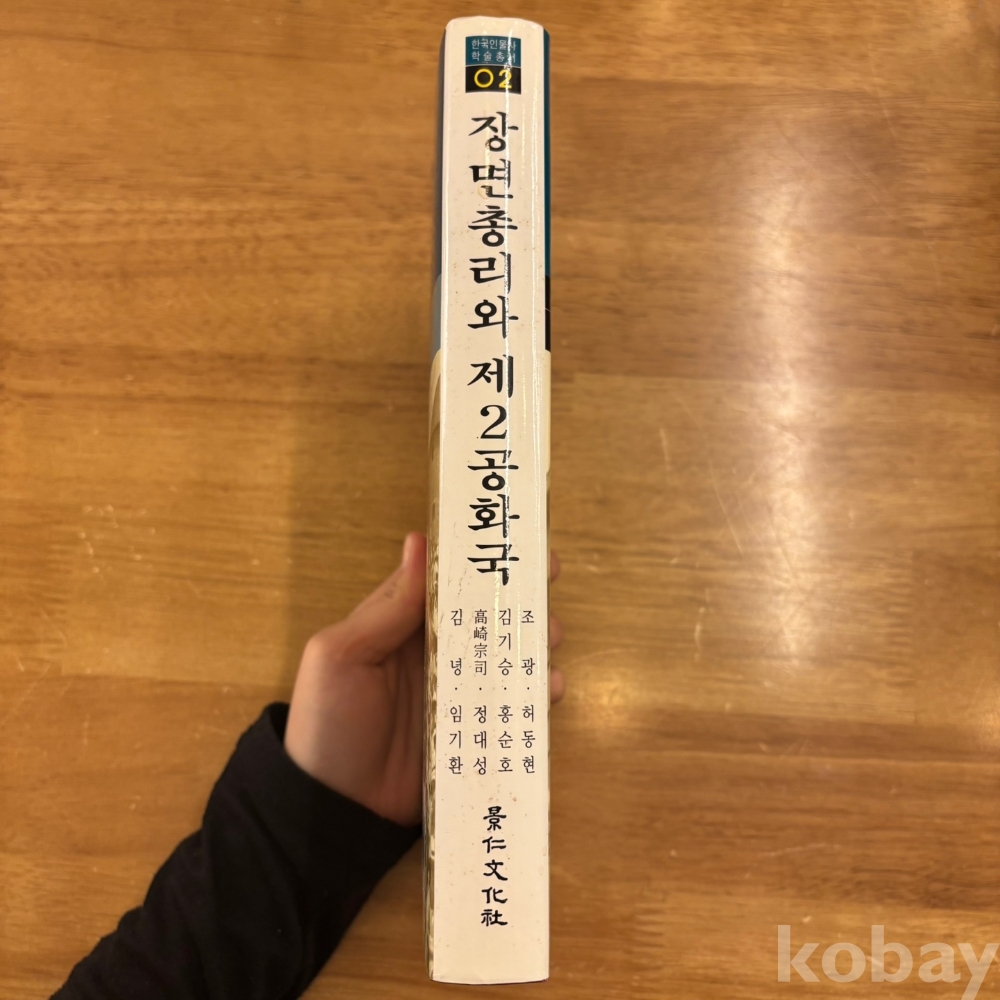 한국인물사
학술총서
02
장면총리와 제2공화국
조 광 · 허동현
김기승 · 홍순호
高崎宗司 · 정대성
김 녕 · 임기환
景仁文化社
kobay